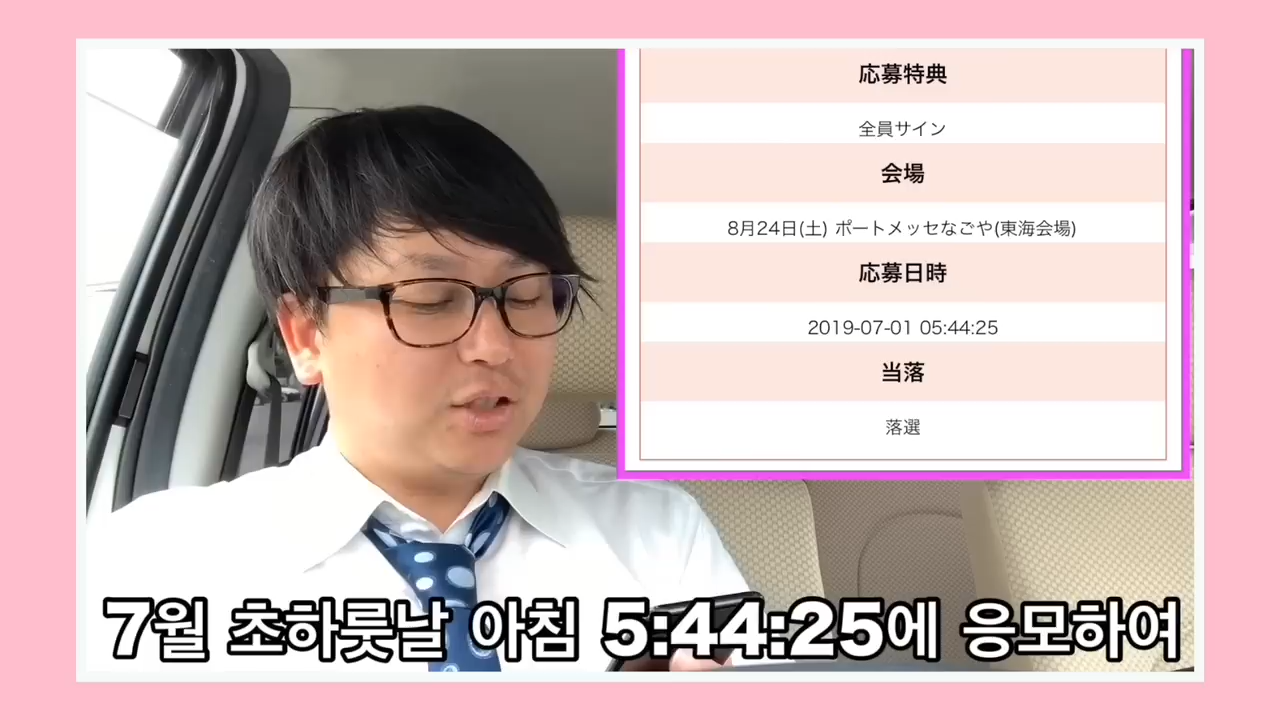 応募特典
全員サイン
会場
8月24日(土) ポートメッセなごや(東海会場)
応募日時
2019-07-01 05:44:25
当落
落選
7월 초하룻날 아침 5:44:25에 응모하여